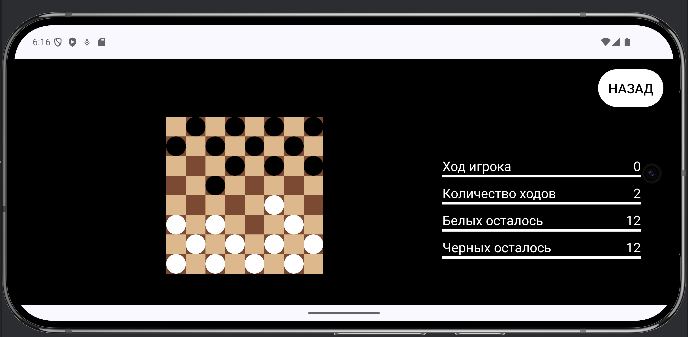 6:16
НАЗАД
Ход игрока 0
Количество ходов 2
Белых осталось 12
Черных осталось 12